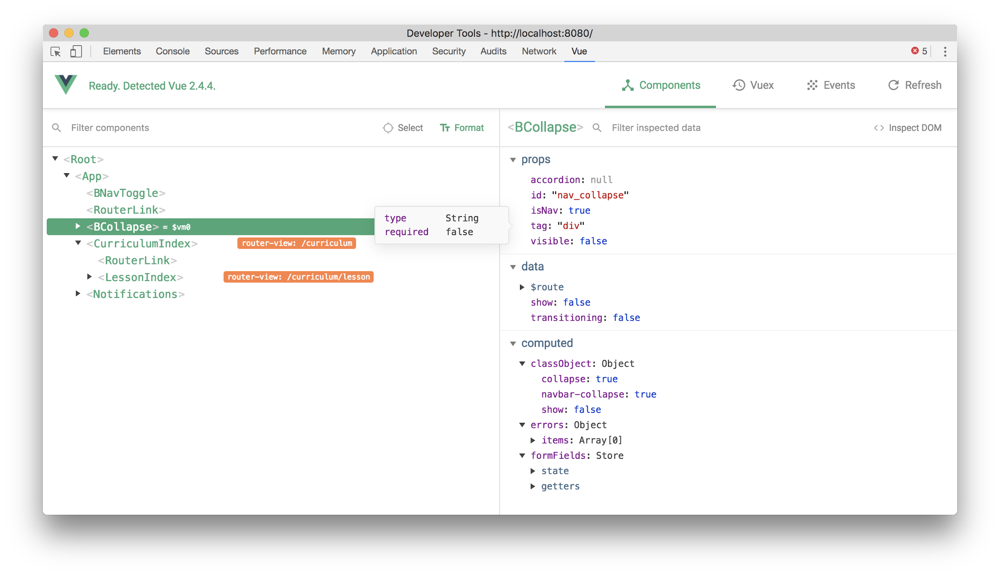 Developer Tools - http://localhost:8080/
Elements Console Sources Performance Memory Application Security Audits Network Vue 5
Ready. Detected Vue 2.4.4.
Components Vuex Events Refresh
Filter components Select Format
<BCollapse> Filter inspected data Inspect DOM
<Root>
<App>
<BNavToggle>
<RouterLink>
<BCollapse> = $vm0
<CurriculumIndex> router-view: /curriculum
<RouterLink>
<LessonIndex> router-view: /curriculum/lesson
<Notifications>
type String
required false
props
accordion: null
id: "nav_collapse"
isNav: true
tag: "div"
visible: false
data
$route
show: false
transitioning: false
computed
classObject: Object
collapse: true
navbar-collapse: true
show: false
errors: Object
items: Array[0]
formFields: Store
state
getters